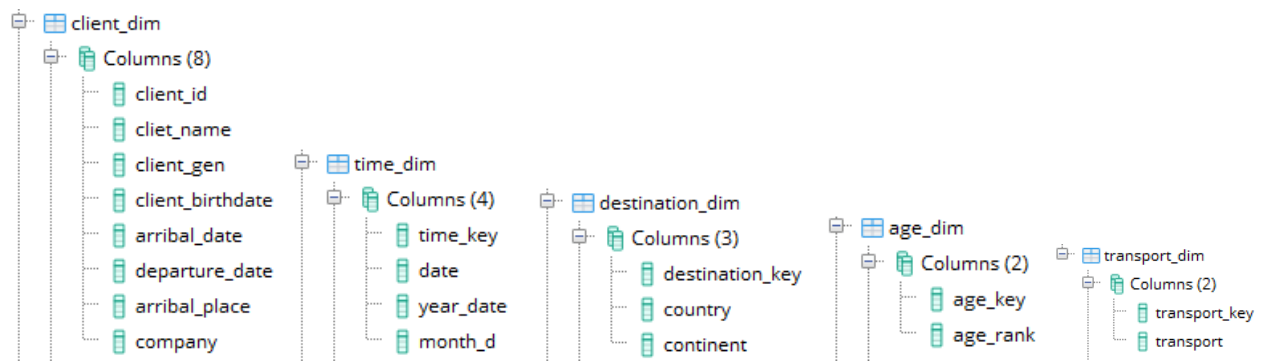 client_dim
Columns (8)
client_id
cliet_name
client_gen
client_birthdate
arribal_date
departure_date
arribal_place
company
time_dim
Columns (4)
time_key
date
year_date
month_d
destination_dim
Columns (3)
destination_key
country
continent
age_dim
Columns (2)
age_key
age_rank
transport_dim
Columns (2)
transport_key
transport